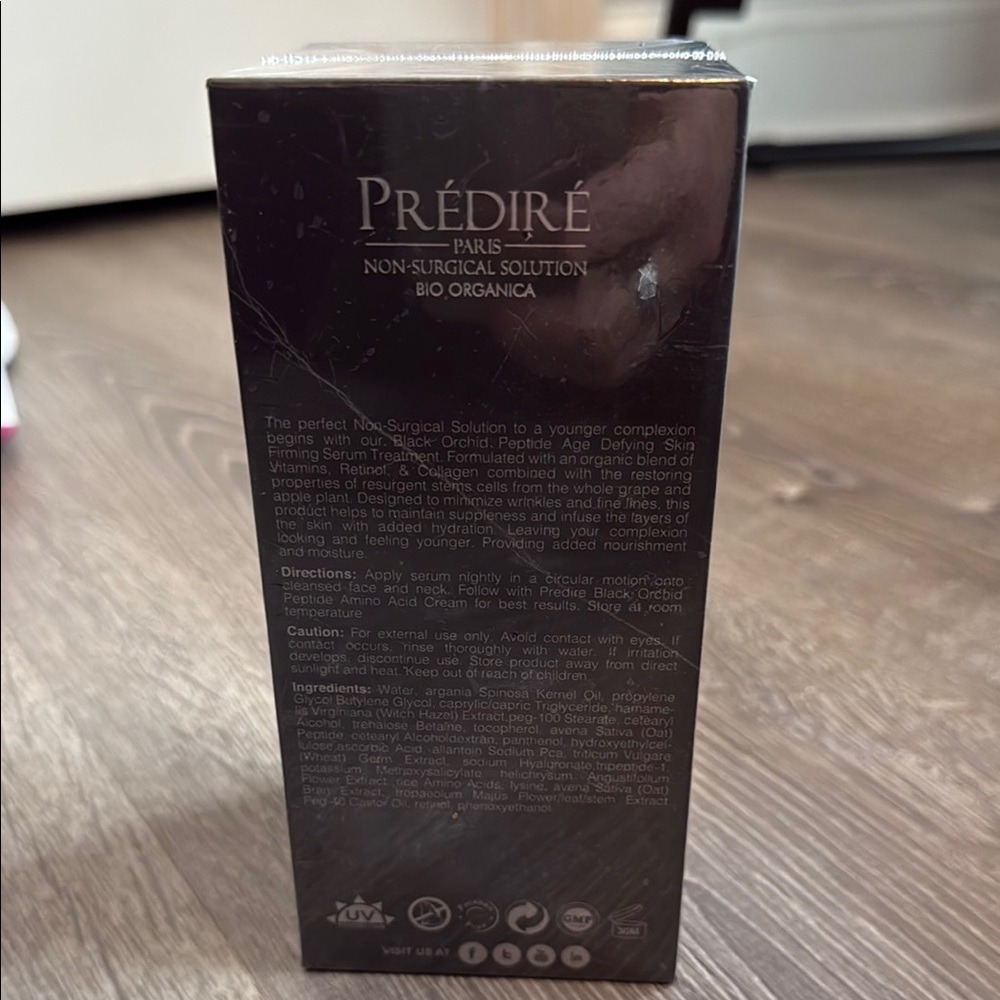 PRÉDIRÉ
PARIS
NON-SURGICAL SOLUTION
BIO ORGANICA
The perfect Non-Surgical Solution to a younger complexion
begins with our Black Orchid Peptide Age Defying Skin
Firming Serum Treatment. Formulated with an organic blend of
Vitamins, Retinol & Collagen combined with the restoring
properties of resurgent stems cells from the whole grape and
apple plant. Designed to minimize wrinkles and fine lines, this
product helps to maintain suppleness and infuse the layers of
the skin with added hydration. Leaving your complexion
looking and feeling younger. Providing added nourishment
and moisture.
Directions: Apply serum nightly in a circular motion onto
cleansed face and neck. Follow with Predire Black Orchid
Peptide Amino Acid Cream for best results. Store at room
temperature
Caution: For external use only. Avoid contact with eyes. If
contact occurs, rinse thoroughly with water. If irritation
develops, discontinue use. Store product away from direct
sunlight and heat. Keep out of reach of children.
Ingredients: Water, argania Spinosa Kernel Oil, propylene
Glycol Butylene Glycol, caprylic/capric Triglyceride, hamame-
lis Virginiana (Witch Hazel) Extract,peg-100 Stearate, cetearyl
Alcohol, trehalose Betaine, tocopherol, avena Sativa (Oat)
Peptide, cetearyl Alcoholdextran, panthenol, hydroxyethylcel-
lulose,ascorbic Acid, allantoin Sodium Pca, triticum Vulgare
(Wheat) Germ Extract, sodium Hyaluronate,tripeptide-1,
potassium Methoxysalicylate helichrysum Angustifolium
Flower Extract, rice Amino Acids, lysine, avena Sativa (Oat)
Bran Extract, tropaeolum Majus Flower/leaf/stem Extract
Peg-40 Castor Oil, retinol, phenoxyethanol
UV
GMP
VISIT US AT